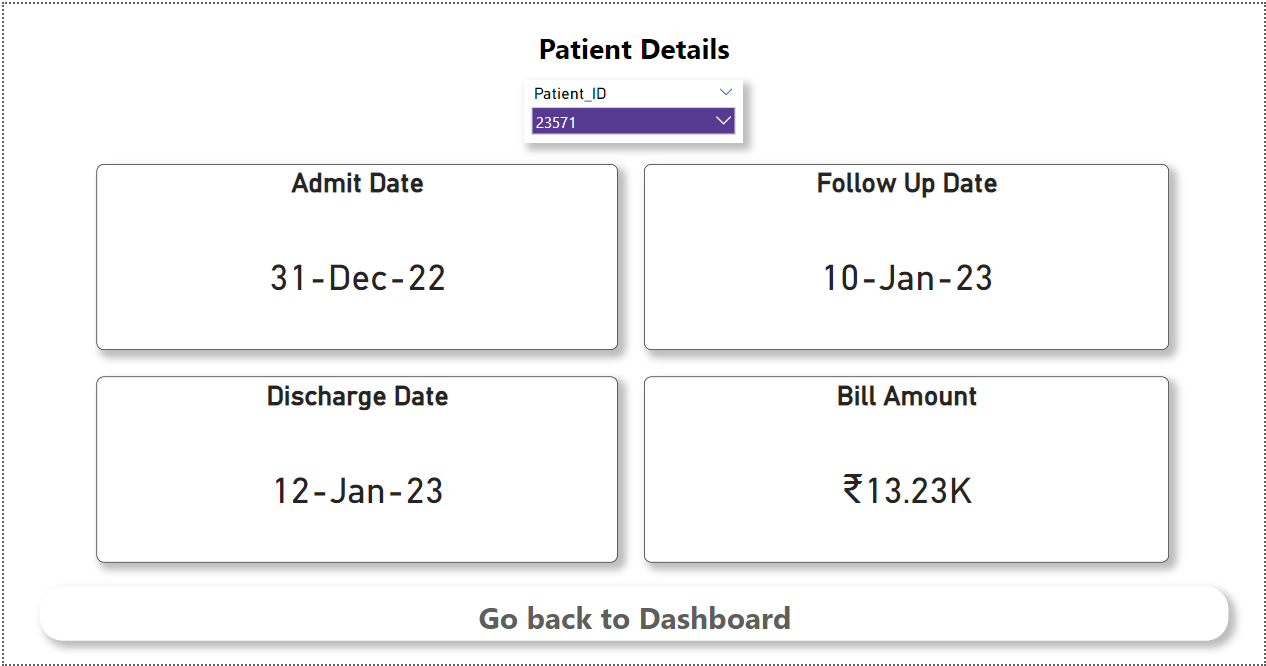 Patient Details
Patient_ID
23571
Admit Date
31-Dec-22
Follow Up Date
10-Jan-23
Discharge Date
12-Jan-23
Bill Amount
₹13.23K
Go back to Dashboard